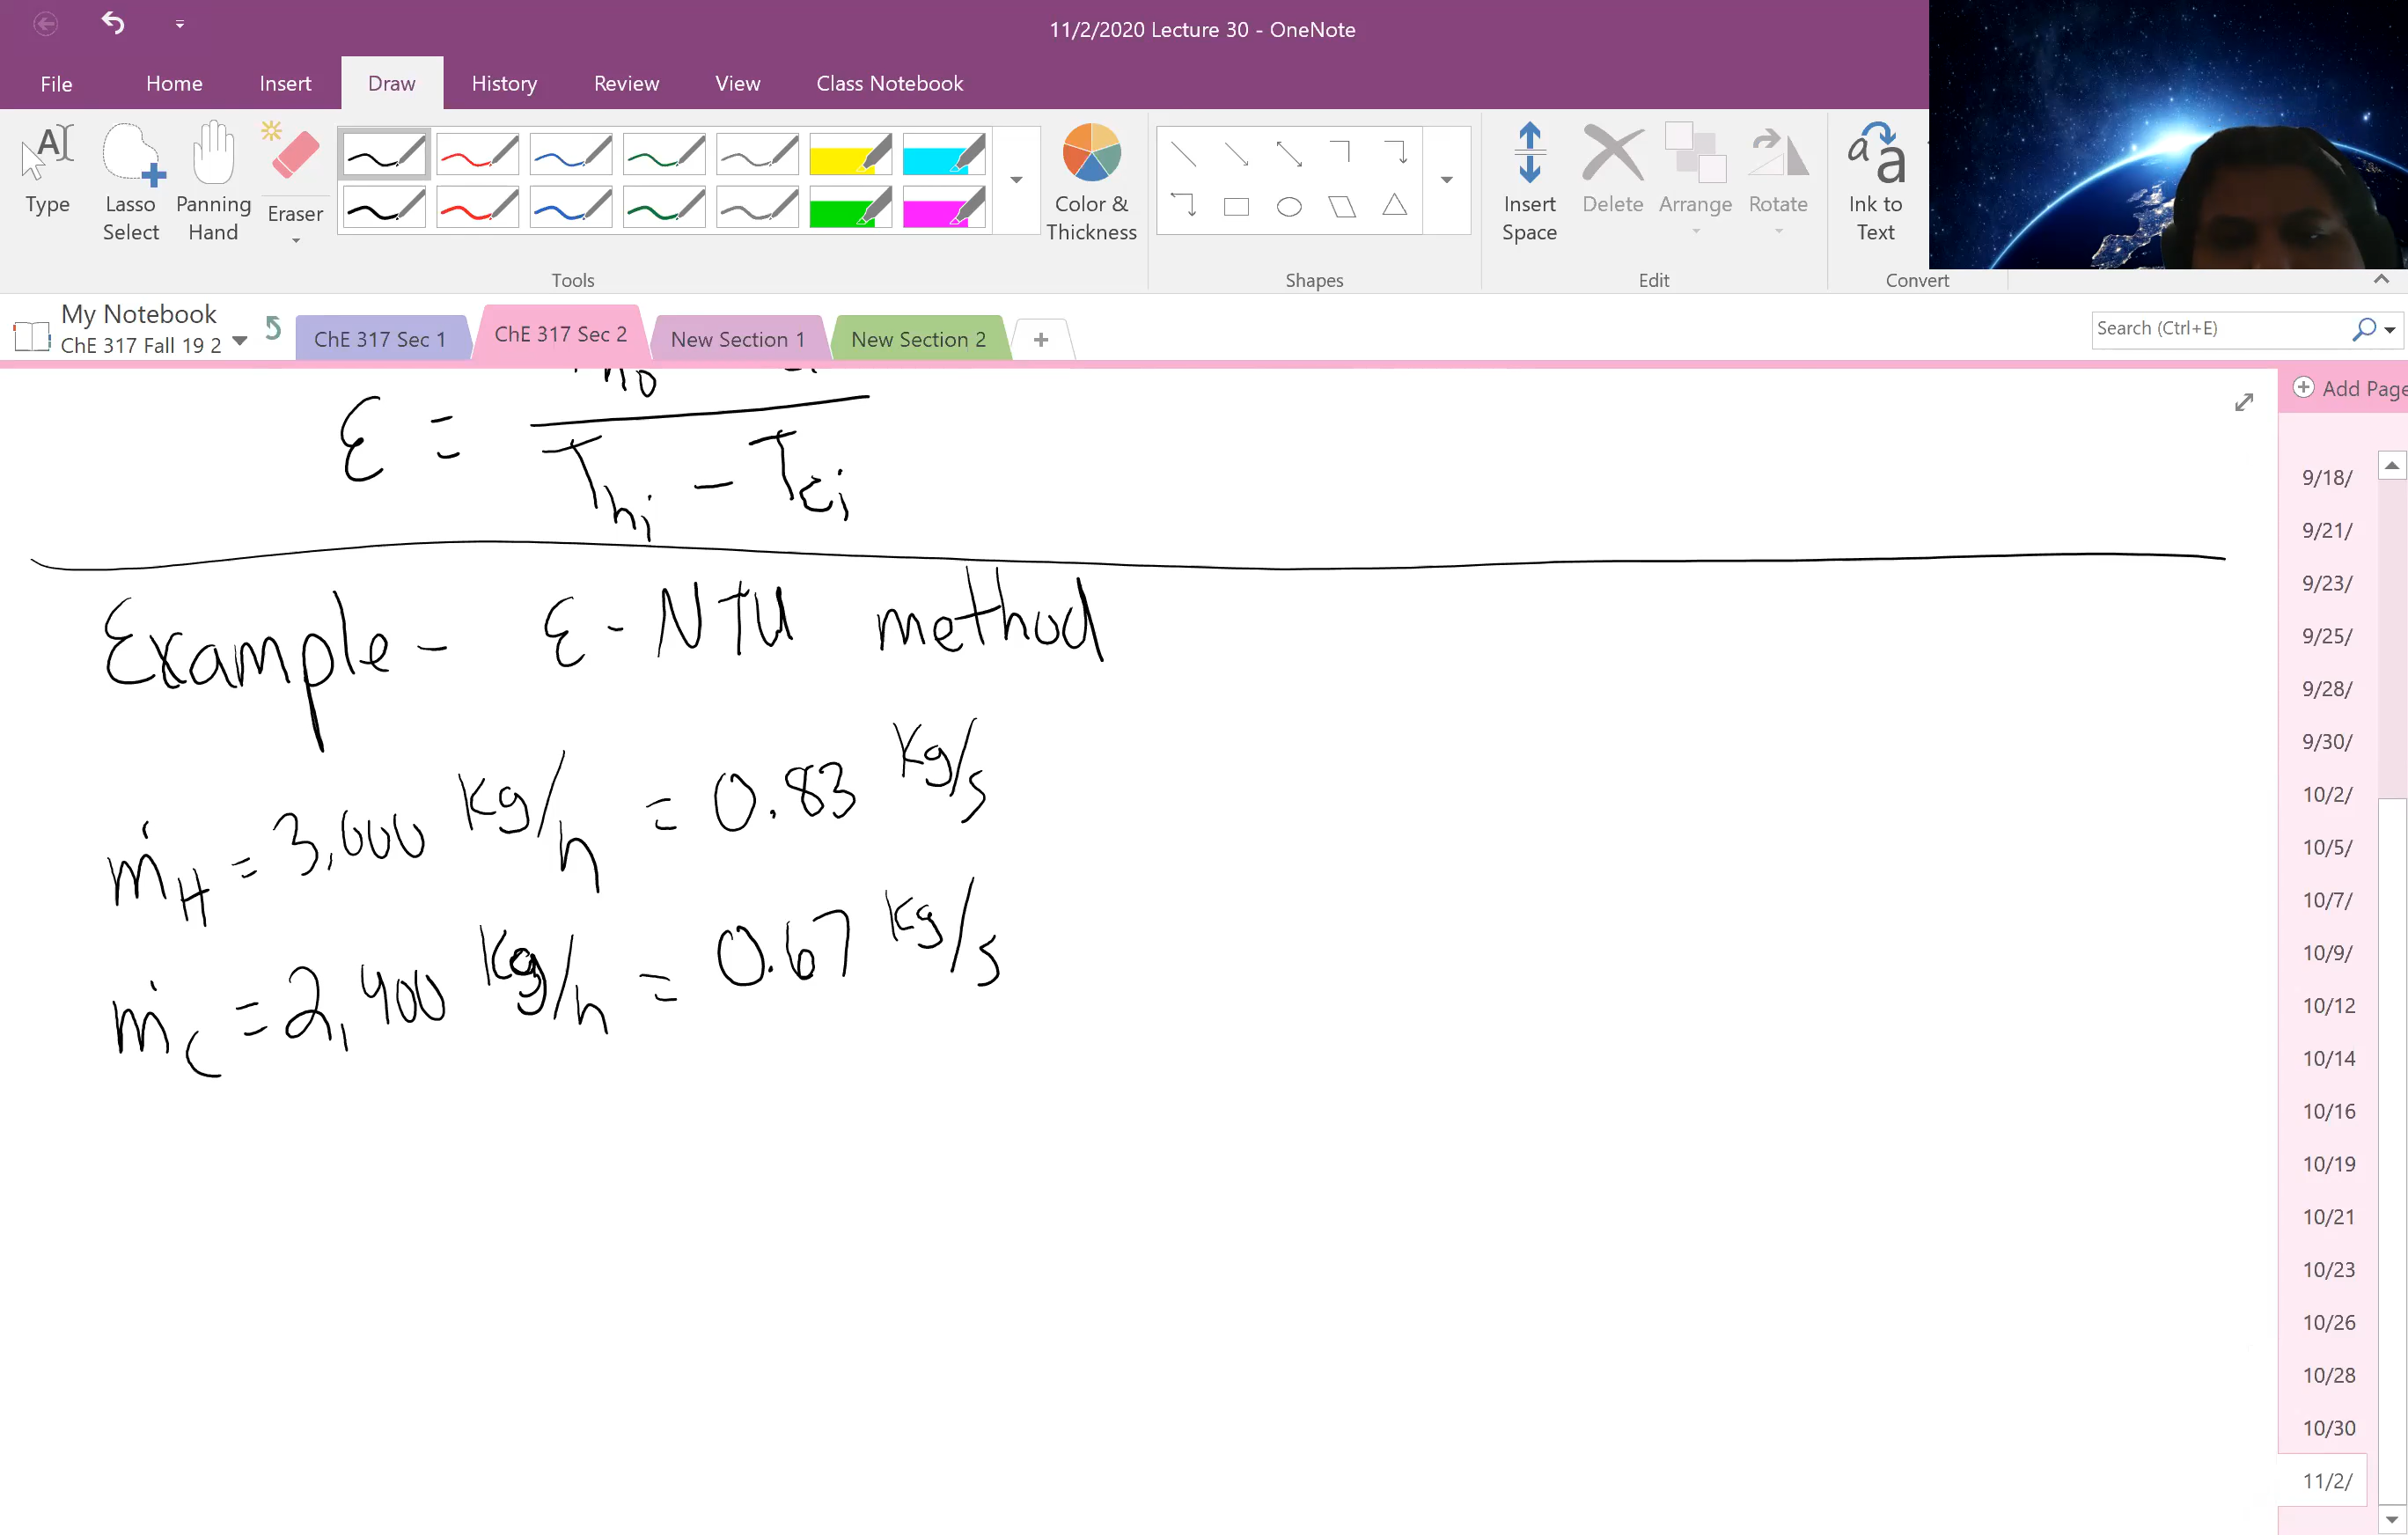 11/2/2020 Lecture 30 - OneNote
File Home Insert Draw History Review View Class Notebook
Type
Lasso Select
Panning Hand
Eraser
Color & Thickness
Insert Space
Delete
Arrange
Rotate
Ink to Text
Tools
Shapes
Edit
Convert
My Notebook
ChE 317 Fall 19 2
ChE 317 Sec 1
ChE 317 Sec 2
New Section 1
New Section 2
+
Search (Ctrl+E)
Add Page
ε =
T_hi - T_ci
Example - ε - NTU method
ṁ_H = 3,000 kg/h = 0.83 kg/s
ṁ_C = 2,400 kg/h = 0.67 kg/s
9/18/
9/21/
9/23/
9/25/
9/28/
9/30/
10/2/
10/5/
10/7/
10/9/
10/12
10/14
10/16
10/19
10/21
10/23
10/26
10/28
10/30
11/2/